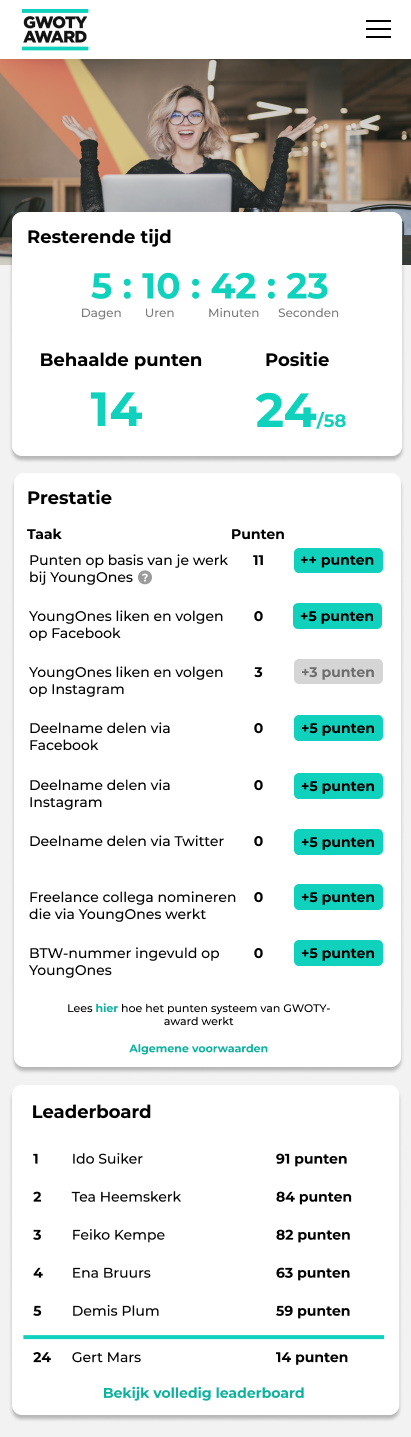 GWOTY
AWARD
Resterende tijd
5 : 10 : 42 : 23
Dagen Uren Minuten Seconden
Behaalde punten Positie
14 24/58
Prestatie
Taak Punten
Punten op basis van je werk 11 ++ punten
bij YoungOnes ?
YoungOnes liken en volgen 0 +5 punten
op Facebook
YoungOnes liken en volgen 3 +3 punten
op Instagram
Deelname delen via 0 +5 punten
Facebook
Deelname delen via 0 +5 punten
Instagram
Deelname delen via Twitter 0 +5 punten
Freelance collega nomineren 0 +5 punten
die via YoungOnes werkt
BTW-nummer ingevuld op 0 +5 punten
YoungOnes
Lees hier hoe het punten systeem van GWOTY-
award werkt
Algemene voorwaarden
Leaderboard
1 Ido Suiker 91 punten
2 Tea Heemskerk 84 punten
3 Feiko Kempe 82 punten
4 Ena Bruurs 63 punten
5 Demis Plum 59 punten
24 Gert Mars 14 punten
Bekijk volledig leaderboard